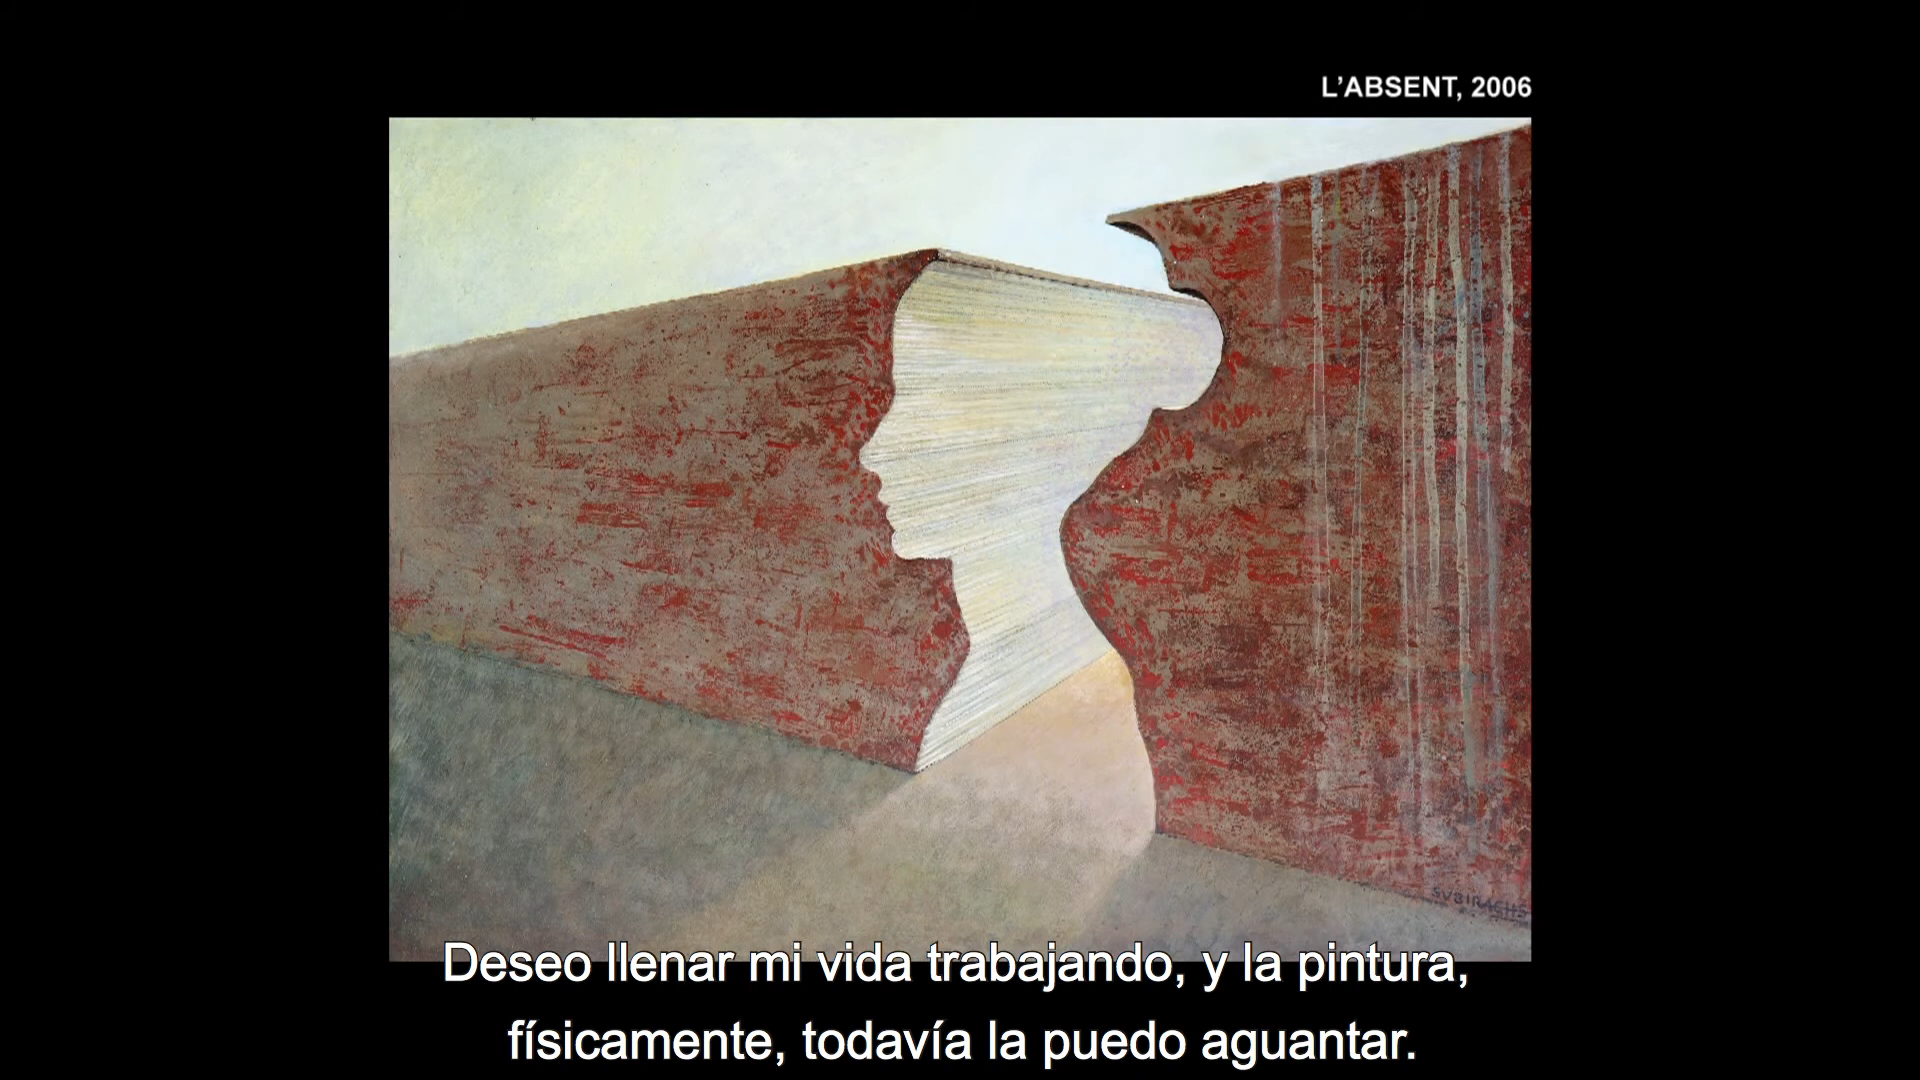 L'ABSENT, 2006
SUBIRACHS
Deseo llenar mi vida trabajando, y la pintura,
físicamente, todavía la puedo aguantar.